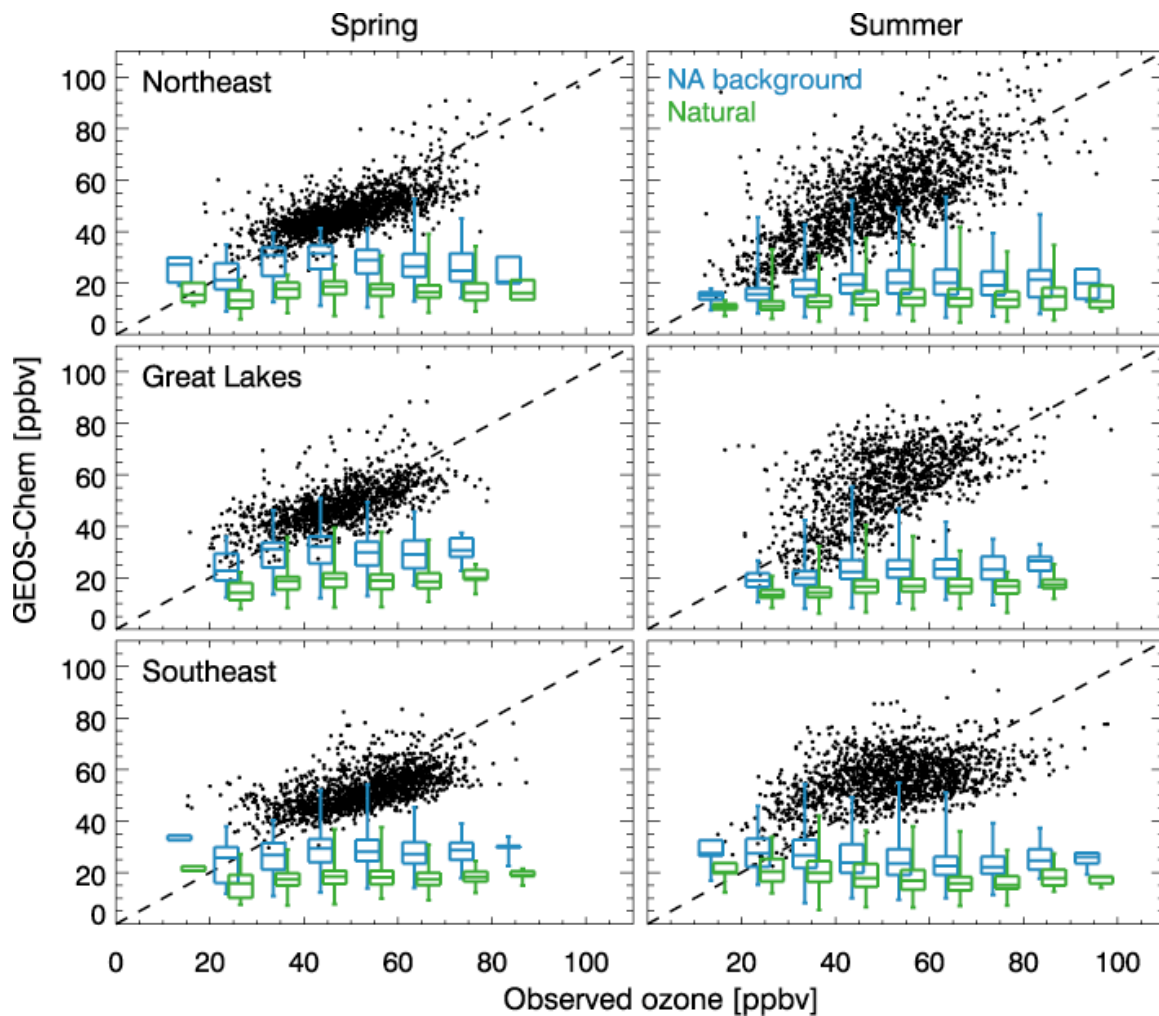 Spring
Summer
100
80
60
40
20
0
Northeast
NA background
Natural
100
80
60
40
20
0
Great Lakes
GEOS-Chem [ppbv]
100
80
60
40
20
0
Southeast
0 20 40 60 80 100
20 40 60 80 100
Observed ozone [ppbv]